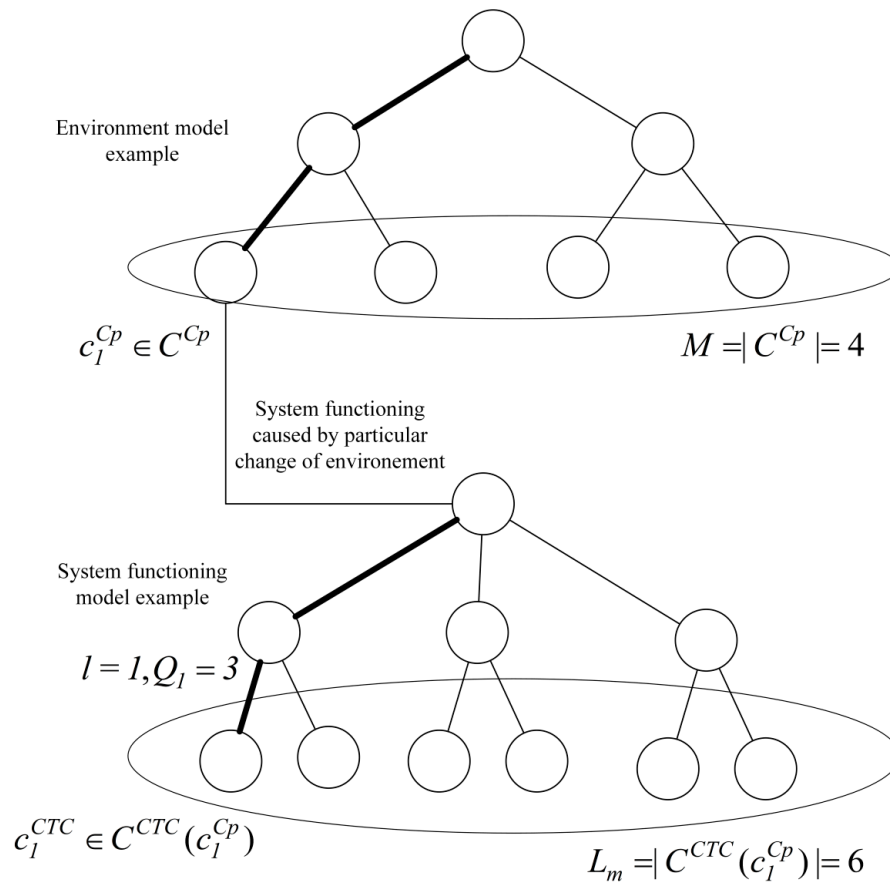 Environment model
example
c_1^{Cp} ∈ C^{Cp}
M =| C^{Cp} |= 4
System functioning
caused by particular
change of environement
System functioning
model example
l = 1, Q_1 = 3
c_1^{CTC} ∈ C^{CTC}(c_1^{Cp})
L_m =| C^{CTC}(c_1^{Cp}) |= 6